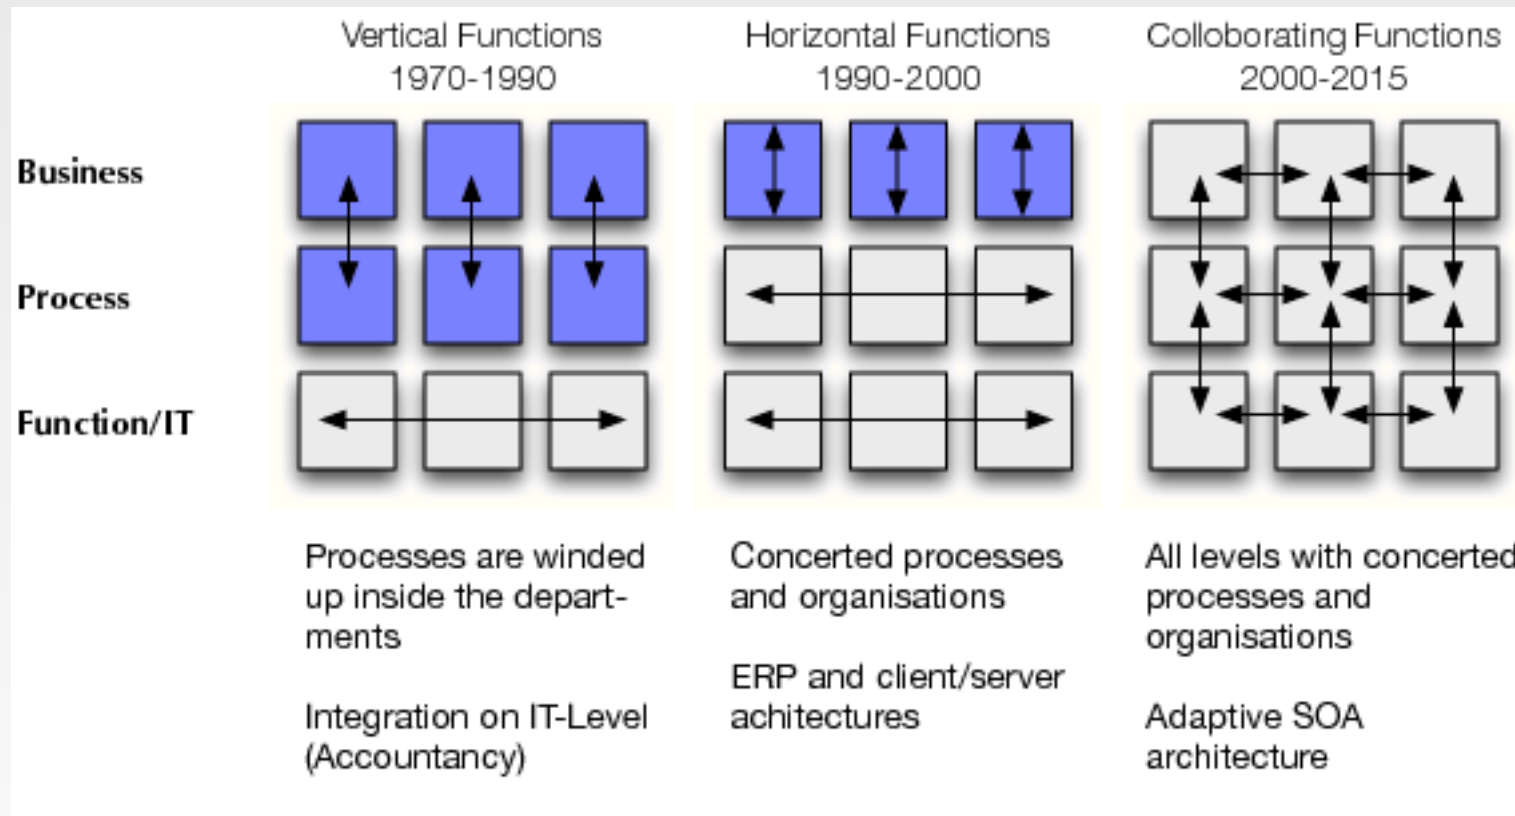 Vertical Functions
1970-1990
Horizontal Functions
1990-2000
Colloborating Functions
2000-2015
Business
Process
Function/IT
Processes are winded
up inside the depart-
ments
Integration on IT-Level
(Accountancy)
Concerted processes
and organisations
ERP and client/server
achitectures
All levels with concerted
processes and
organisations
Adaptive SOA
architecture